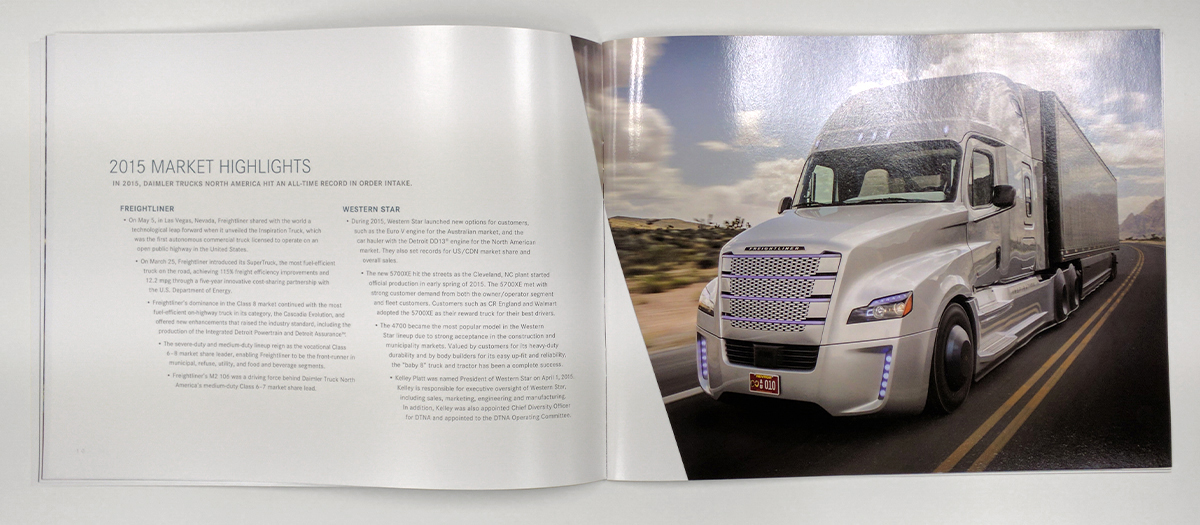 2015 MARKET HIGHLIGHTS
IN 2015, DAIMLER TRUCKS NORTH AMERICA HIT AN ALL-TIME RECORD IN ORDER INTAKE.
FREIGHTLINER
• On May 5, in Las Vegas, Nevada, Freightliner shared with the world a
technological leap forward when it unveiled the Inspiration Truck, which
was the first autonomous commercial truck licensed to operate on an
open public highway in the United States.
• On March 25, Freightliner introduced its SuperTruck, the most fuel-efficient
truck on the road, achieving 115% freight efficiency improvements and
12.2 mpg through a five-year innovative cost-sharing partnership with
the U.S. Department of Energy.
• Freightliner's dominance in the Class 8 market continued with the most
fuel-efficient on-highway truck in its category, the Cascadia Evolution, and
offered new enhancements that raised the industry standard, including the
production of the Integrated Detroit Powertrain and Detroit Assurance™.
• The severe-duty and medium-duty lineup reign as the vocational Class
6–8 market share leader, enabling Freightliner to be the front-runner in
municipal, refuse, utility, and food and beverage segments.
• Freightliner's M2 106 was a driving force behind Daimler Truck North
America's medium-duty Class 6–7 market share lead.
WESTERN STAR
• During 2015, Western Star launched new options for customers,
such as the Euro V engine for the Australian market, and the
car hauler with the Detroit DD13® engine for the North American
market. They also set records for US/CDN market share and
overall sales.
• The new 5700XE hit the streets as the Cleveland, NC plant started
official production in early spring of 2015. The 5700XE met with
strong customer demand from both the owner/operator segment
and fleet customers. Customers such as CR England and Walmart
adopted the 5700XE as their reward truck for their best drivers.
• The 4700 became the most popular model in the Western
Star lineup due to strong acceptance in the construction and
municipality markets. Valued by customers for its heavy-duty
durability and by body builders for its easy up-fit and reliability,
the "baby 8" truck and tractor has been a complete success.
• Kelley Platt was named President of Western Star on April 1, 2015.
Kelley is responsible for executive oversight of Western Star,
including sales, marketing, engineering and manufacturing.
In addition, Kelley was also appointed Chief Diversity Officer
for DTNA and appointed to the DTNA Operating Committee.
FREIGHTLINER
010